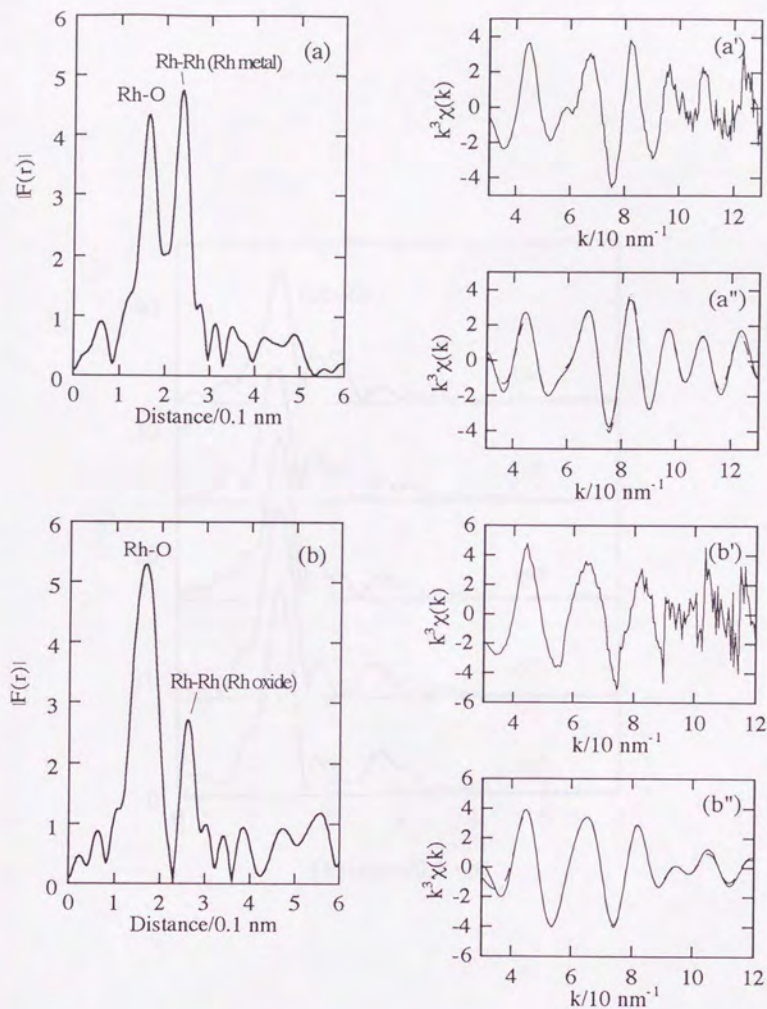 (a)
Rh-Rh (Rh metal)
Rh-O
|F(r)|
6
5
4
3
2
1
0
0 1 2 3 4 5 6
Distance/0.1 nm
(a')
k³χ(k)
4
2
0
-2
-4
4 6 8 10 12
k/10 nm⁻¹
(a")
k³χ(k)
4
2
0
-2
-4
4 6 8 10 12
k/10 nm⁻¹
(b)
Rh-O
Rh-Rh (Rh oxide)
|F(r)|
6
5
4
3
2
1
0
0 1 2 3 4 5 6
Distance/0.1 nm
(b')
k³χ(k)
6
4
2
0
-2
-4
-6
4 6 8 10 12
k/10 nm⁻¹
(b")
k³χ(k)
6
4
2
0
-2
-4
-6
4 6 8 10 12
k/10 nm⁻¹